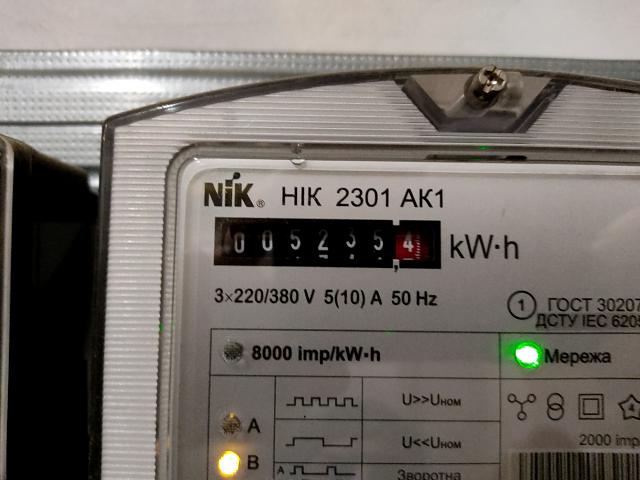 NiK® НІК 2301 АК1
0 0 5 2 3 5 4 kW·h
3×220/380 V 5(10) A 50 Hz
1 ГОСТ 30207
ДСТУ IEC 6205
8000 imp/kW·h
Мережа
A
U>>Uном
B
U<<Uном
2000 imp
A
Зворотна